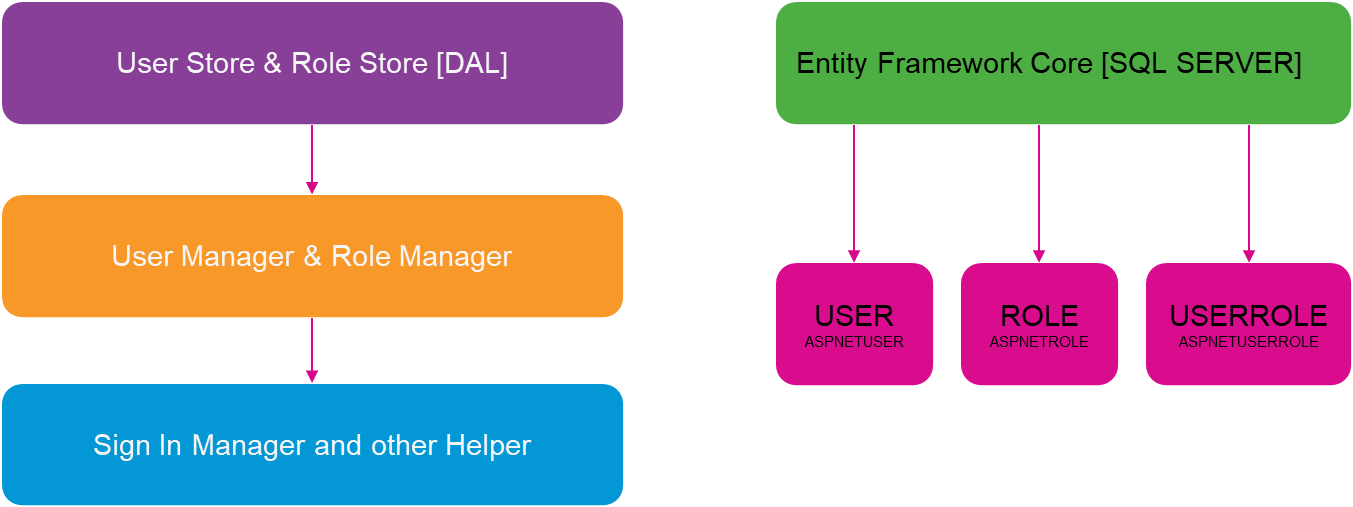 User Store & Role Store [DAL]
User Manager & Role Manager
Sign In Manager and other Helper
Entity Framework Core [SQL SERVER]
USER
ASPNETUSER
ROLE
ASPNETROLE
USERROLE
ASPNETUSERROLE